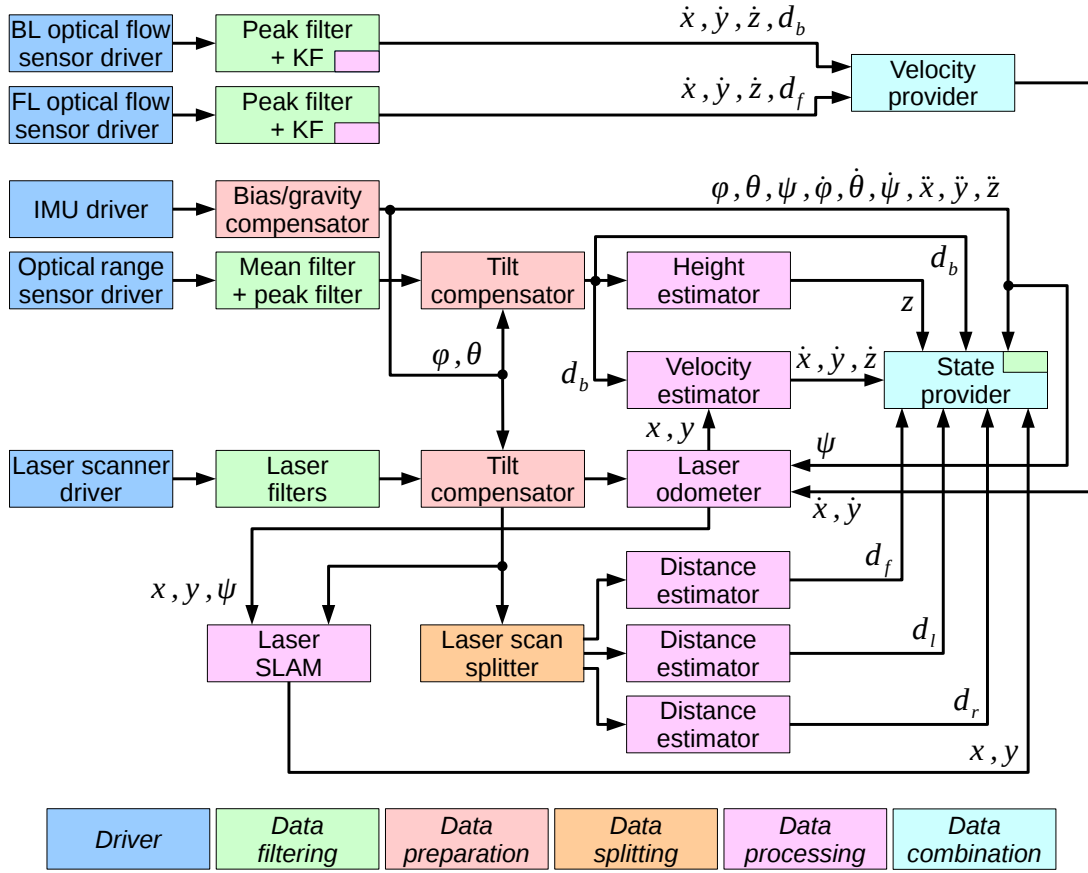 BL optical flow
sensor driver
Peak filter
+ KF
ẋ, ẏ, ż, d_b
Velocity
provider
FL optical flow
sensor driver
Peak filter
+ KF
ẋ, ẏ, ż, d_f
IMU driver
Bias/gravity
compensator
φ, θ, ψ, φ̇, θ̇, ψ̇, ẍ, ÿ, z̈
Optical range
sensor driver
Mean filter
+ peak filter
Tilt
compensator
Height
estimator
d_b
z
φ, θ
d_b
Velocity
estimator
ẋ, ẏ, ż
State
provider
x, y
ψ
Laser scanner
driver
Laser
filters
Tilt
compensator
Laser
odometer
ẋ, ẏ
x, y, ψ
Distance
estimator
d_f
Laser
SLAM
Laser scan
splitter
Distance
estimator
d_l
Distance
estimator
d_r
x, y
Driver
Data
filtering
Data
preparation
Data
splitting
Data
processing
Data
combination